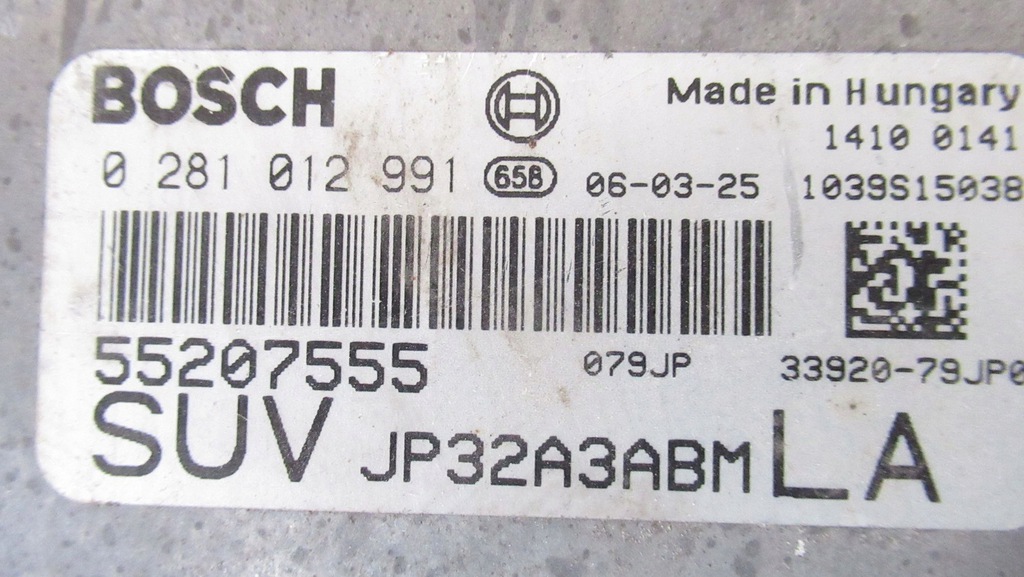 BOSCH
Made in Hungary
1410 0141
0 281 012 991 658 06-03-25 1039S15038
55207555 079JP 33920-79JP0
SUV JP32A3ABM LA